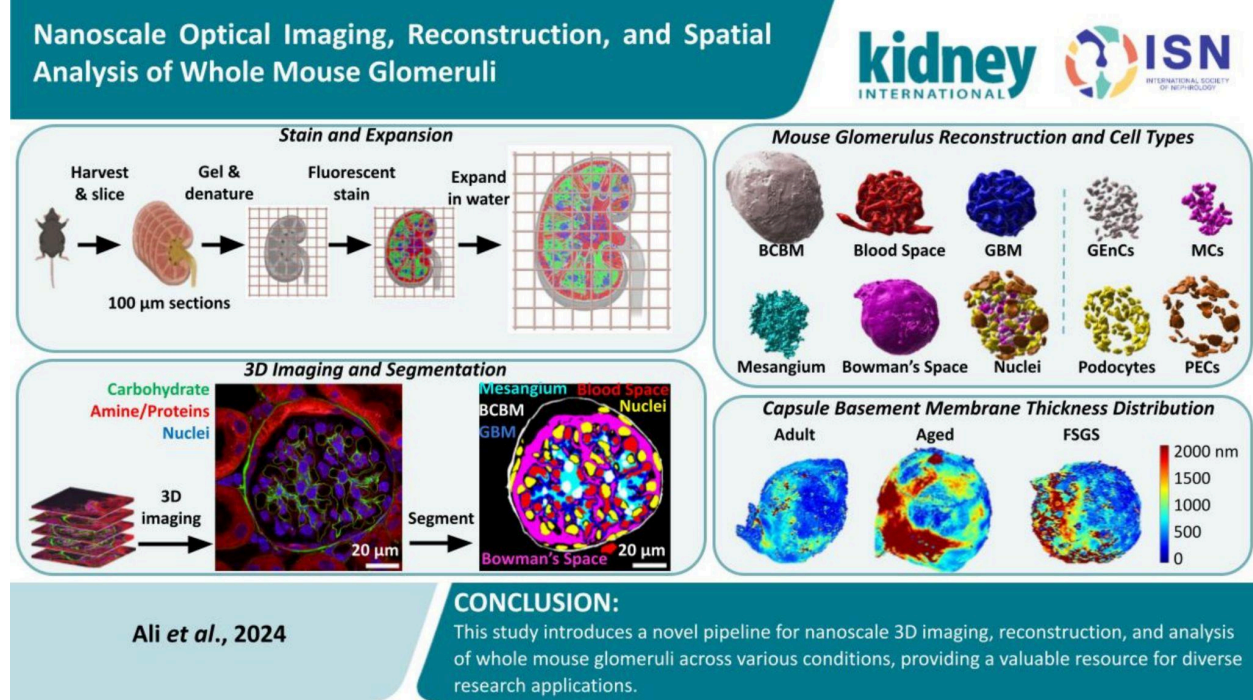 Nanoscale Optical Imaging, Reconstruction, and Spatial
Analysis of Whole Mouse Glomeruli
kidney
INTERNATIONAL
ISN
INTERNATIONAL SOCIETY
OF NEPHROLOGY
Stain and Expansion
Harvest
& slice
Gel &
denature
Fluorescent
stain
Expand
in water
100 μm sections
3D Imaging and Segmentation
Carbohydrate
Amine/Proteins
Nuclei
3D
imaging
20 μm
Segment
Mesangium Blood Space
BCBM Nuclei
GBM
Bowman's Space
20 μm
Mouse Glomerulus Reconstruction and Cell Types
BCBM Blood Space GBM GEnCs MCs
Mesangium Bowman's Space Nuclei Podocytes PECs
Capsule Basement Membrane Thickness Distribution
Adult Aged FSGS
2000 nm
1500
1000
500
0
Ali et al., 2024
CONCLUSION:
This study introduces a novel pipeline for nanoscale 3D imaging, reconstruction, and analysis
of whole mouse glomeruli across various conditions, providing a valuable resource for diverse
research applications.